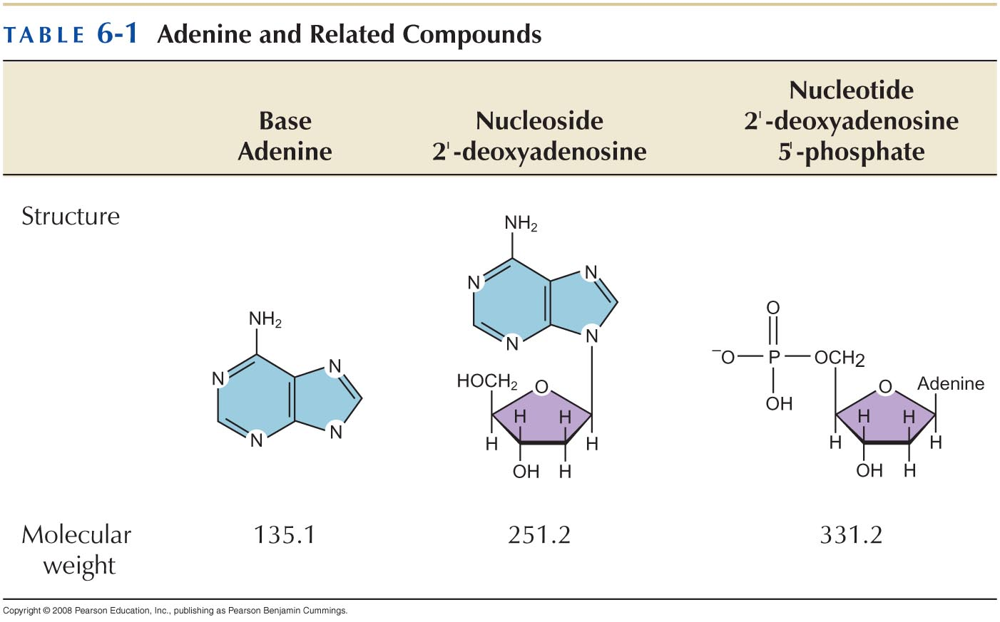 TABLE 6-1 Adenine and Related Compounds
Base
Adenine
Nucleoside
2'-deoxyadenosine
Nucleotide
2'-deoxyadenosine
5'-phosphate
Structure
NH2
N
N
N
N
NH2
N
N
N
N
HOCH2
O
H
H
H
H
OH
H
O
⁻O
P
OCH2
OH
O
Adenine
H
H
H
H
OH
H
Molecular
weight
135.1
251.2
331.2
Copyright © 2008 Pearson Education, Inc., publishing as Pearson Benjamin Cummings.